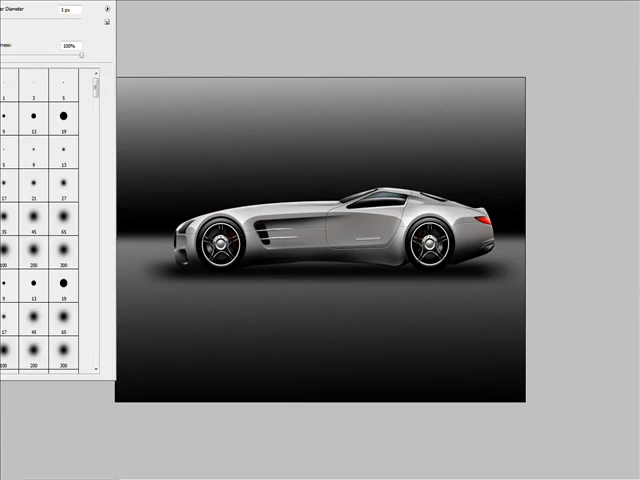 er Diameter
3 px
ness:
100%
1 3 5
9 13 19
5 9 13
17 21 27
35 45 65
100 200 300
9 13 19
17 45 65
100 200 300